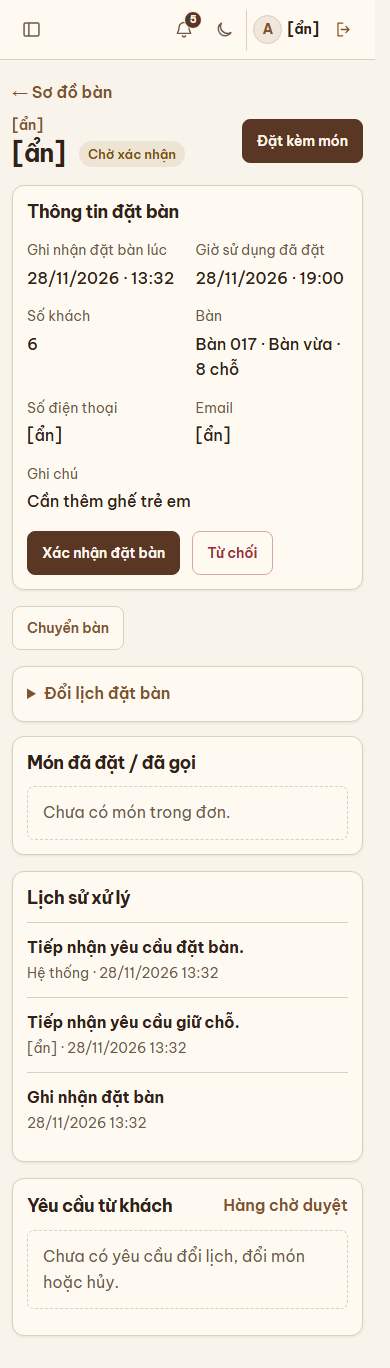 5
A [ẩn]
← Sơ đồ bàn
[ẩn]
[ẩn] Chờ xác nhận
Đặt kèm món
Thông tin đặt bàn
Ghi nhận đặt bàn lúc
28/11/2026 · 13:32
Giờ sử dụng đã đặt
28/11/2026 · 19:00
Số khách
6
Bàn
Bàn 017 · Bàn vừa ·
8 chỗ
Số điện thoại
[ẩn]
Email
[ẩn]
Ghi chú
Cần thêm ghế trẻ em
Xác nhận đặt bàn
Từ chối
Chuyển bàn
Đổi lịch đặt bàn
Món đã đặt / đã gọi
Chưa có món trong đơn.
Lịch sử xử lý
Tiếp nhận yêu cầu đặt bàn.
Hệ thống · 28/11/2026 13:32
Tiếp nhận yêu cầu giữ chỗ.
[ẩn] · 28/11/2026 13:32
Ghi nhận đặt bàn
28/11/2026 13:32
Yêu cầu từ khách
Hàng chờ duyệt
Chưa có yêu cầu đổi lịch, đổi món
hoặc hủy.